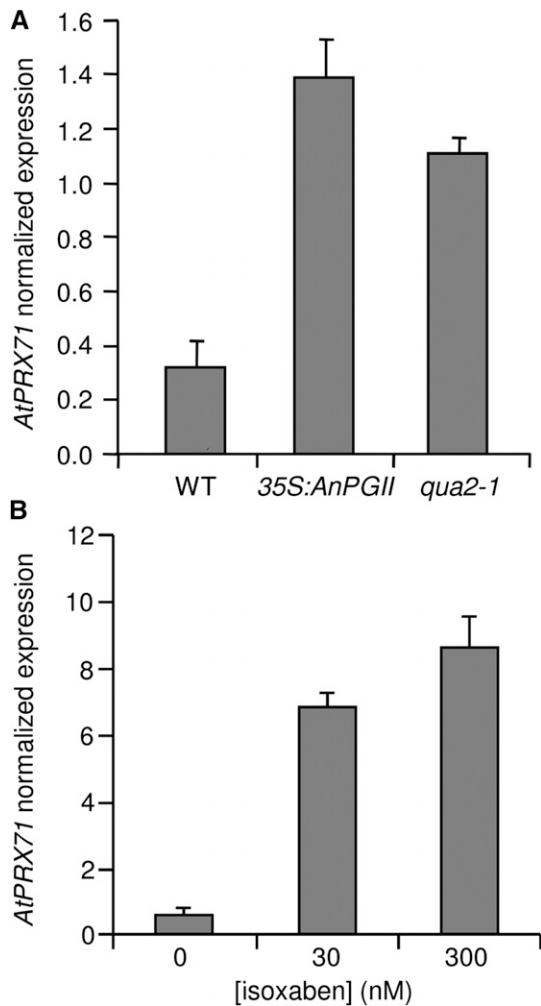 A
AtPRX71 normalized expression
1.6
1.4
1.2
1.0
0.8
0.6
0.4
0.2
0.0
WT 35S:AnPGII qua2-1
B
AtPRX71 normalized expression
12
10
8
6
4
2
0
0 30 300
[isoxaben] (nM)